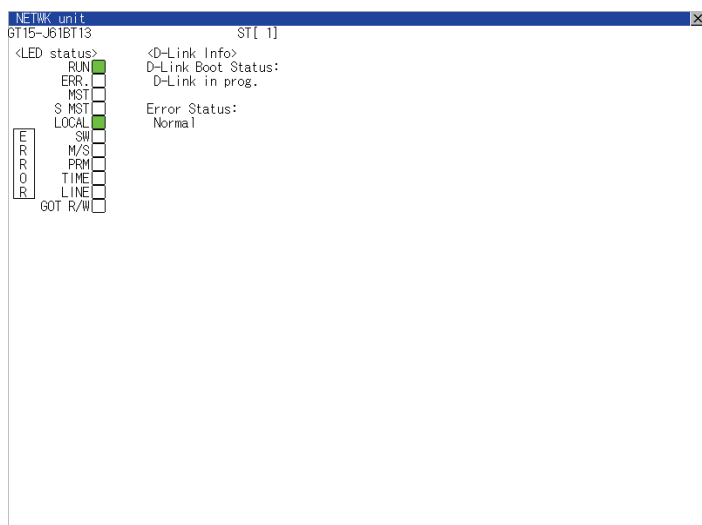 NETWK unit
GT15-J61BT13 ST[ 1]
<LED status> <D-Link Info>
RUN D-Link Boot Status:
ERR. D-Link in prog.
MST
S MST Error Status:
LOCAL Normal
E SW
R M/S
R PRM
O TIME
R LINE
GOT R/W